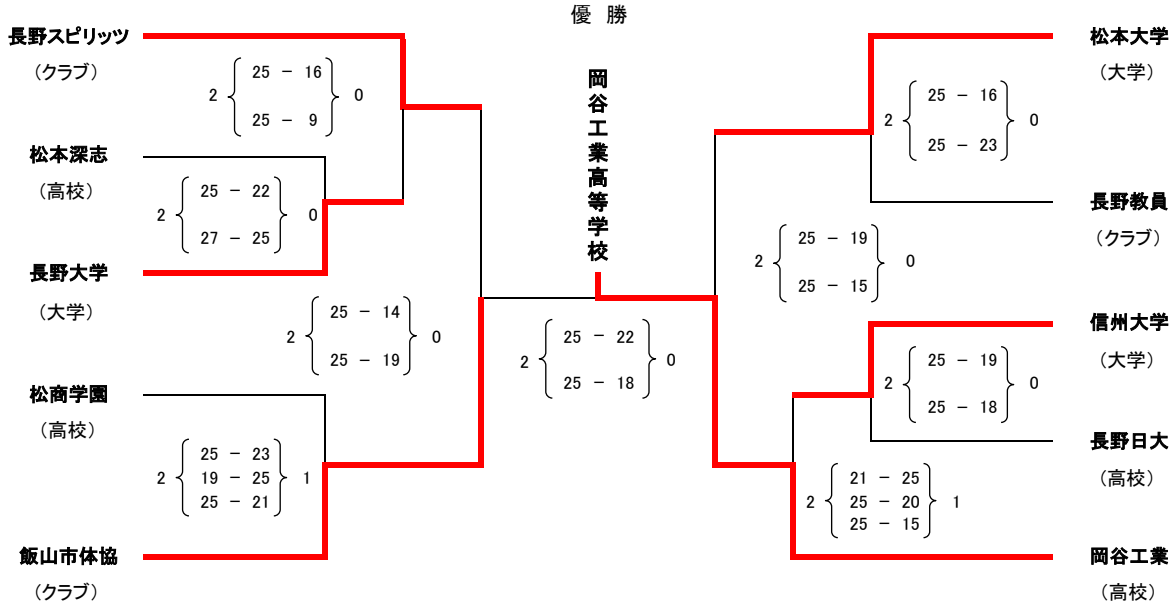 優 勝
岡谷工業高等学校
長野スピリッツ
(クラブ)
2 { 25 － 16 } 0
25 － 9
松本深志
(高校)
2 { 25 － 22 } 0
27 － 25
長野大学
(大学)
2 { 25 － 14 } 0
25 － 19
松商学園
(高校)
25 － 23
2 { 19 － 25 } 1
25 － 21
飯山市体協
(クラブ)
2 { 25 － 22 } 0
25 － 18
松本大学
(大学)
2 { 25 － 16 } 0
25 － 23
長野教員
(クラブ)
2 { 25 － 19 } 0
25 － 15
信州大学
(大学)
2 { 25 － 19 } 0
25 － 18
長野日大
(高校)
21 － 25
2 { 25 － 20 } 1
25 － 15
岡谷工業
(高校)